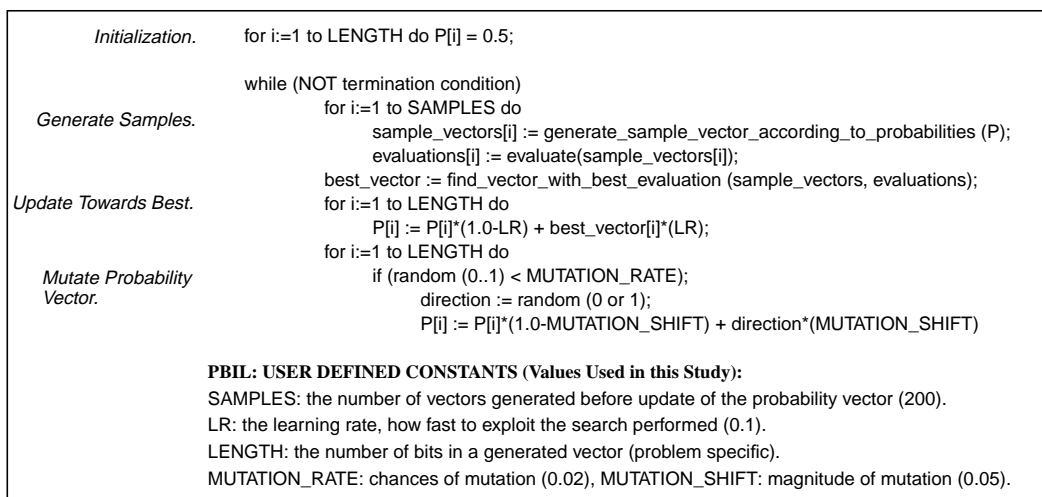 Initialization. for i:=1 to LENGTH do P[i] = 0.5;
while (NOT termination condition)
Generate Samples. for i:=1 to SAMPLES do
sample_vectors[i] := generate_sample_vector_according_to_probabilities (P);
evaluations[i] := evaluate(sample_vectors[i]);
best_vector := find_vector_with_best_evaluation (sample_vectors, evaluations);
Update Towards Best. for i:=1 to LENGTH do
P[i] := P[i]*(1.0-LR) + best_vector[i]*(LR);
for i:=1 to LENGTH do
Mutate Probability if (random (0..1) < MUTATION_RATE);
Vector. direction := random (0 or 1);
P[i] := P[i]*(1.0-MUTATION_SHIFT) + direction*(MUTATION_SHIFT)
PBIL: USER DEFINED CONSTANTS (Values Used in this Study):
SAMPLES: the number of vectors generated before update of the probability vector (200).
LR: the learning rate, how fast to exploit the search performed (0.1).
LENGTH: the number of bits in a generated vector (problem specific).
MUTATION_RATE: chances of mutation (0.02), MUTATION_SHIFT: magnitude of mutation (0.05).